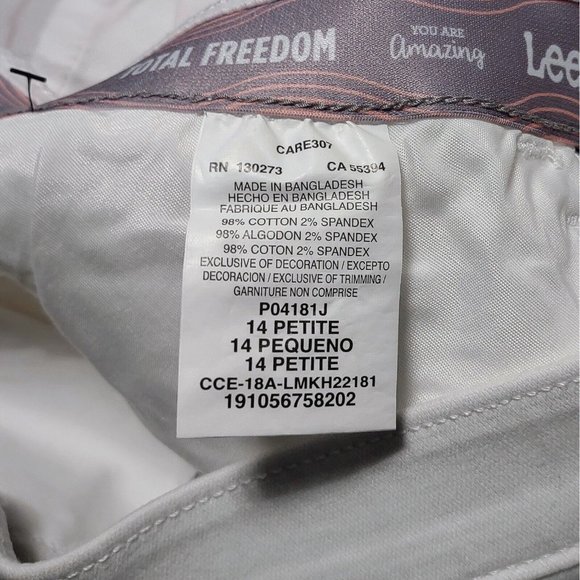 TOTAL FREEDOM
YOU ARE
Amazing
Lee
CARE307
RN 130273 CA 55394
MADE IN BANGLADESH
HECHO EN BANGLADESH
FABRIQUE AU BANGLADESH
98% COTTON 2% SPANDEX
98% ALGODON 2% SPANDEX
98% COTON 2% SPANDEX
EXCLUSIVE OF DECORATION / EXCEPTO
DECORACION / EXCLUSIVE OF TRIMMING /
GARNITURE NON COMPRISE
P04181J
14 PETITE
14 PEQUENO
14 PETITE
CCE-18A-LMKH22181
191056758202